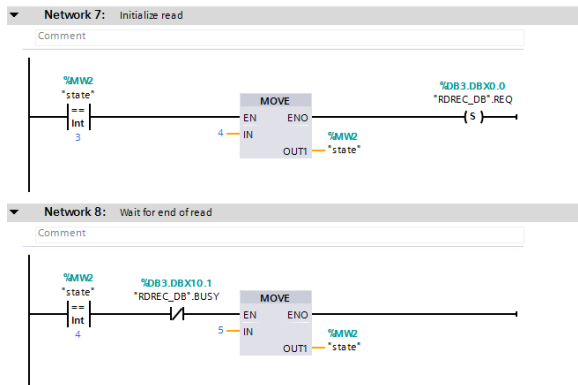 Network 7: Initialize read
Comment
%MW2
"state"
==
Int
3
MOVE
EN ENO
4 IN
OUT1
%MW2
"state"
%DB3.DBX0.0
"RDREC_DB".REQ
S
Network 8: Wait for end of read
Comment
%MW2
"state"
==
Int
4
%DB3.DBX10.1
"RDREC_DB".BUSY
MOVE
EN ENO
5 IN
OUT1
%MW2
"state"